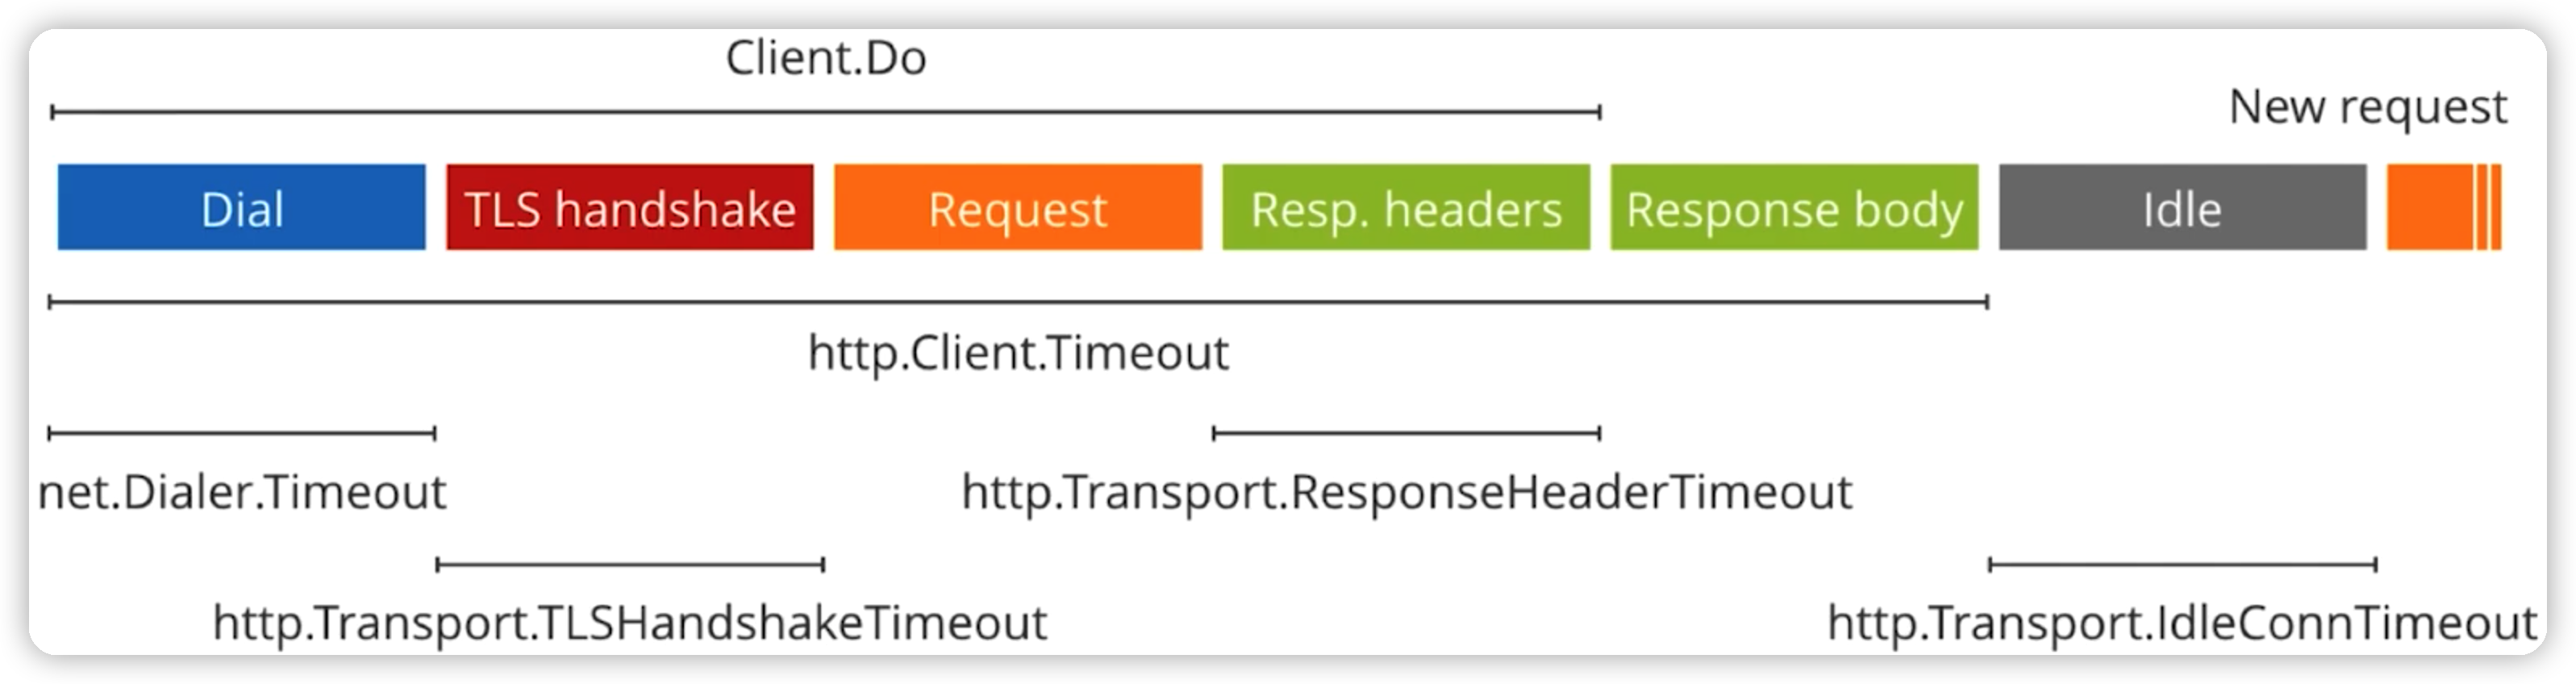 Client.Do
New request
Dial
TLS handshake
Request
Resp. headers
Response body
Idle
http.Client.Timeout
net.Dialer.Timeout
http.Transport.ResponseHeaderTimeout
http.Transport.TLSHandshakeTimeout
http.Transport.IdleConnTimeout